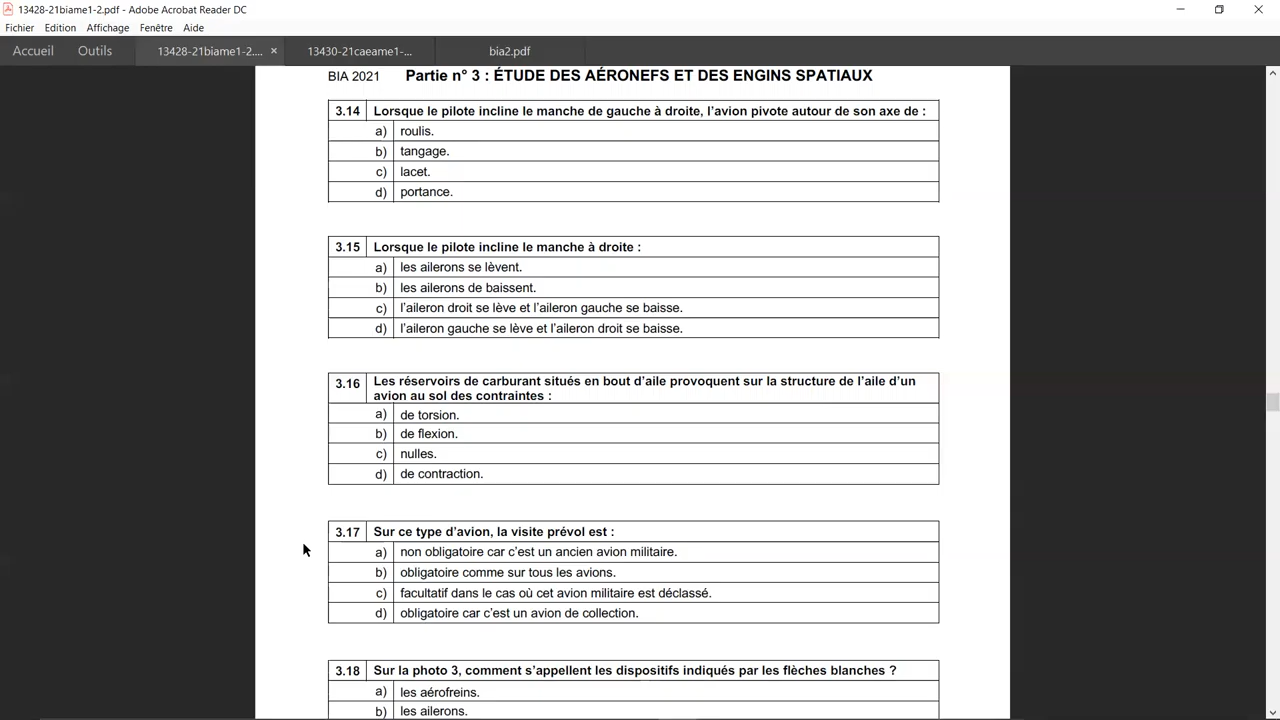 13428-21biame1-2.pdf - Adobe Acrobat Reader DC
Fichier Edition Affichage Fenêtre Aide
Accueil Outils 13428-21biame1-2.... × 13430-21caeame1-... bia2.pdf
BIA 2021 Partie n° 3 : ÉTUDE DES AÉRONEFS ET DES ENGINS SPATIAUX
3.14 Lorsque le pilote incline le manche de gauche à droite, l'avion pivote autour de son axe de :
a) roulis.
b) tangage.
c) lacet.
d) portance.
3.15 Lorsque le pilote incline le manche à droite :
a) les ailerons se lèvent.
b) les ailerons de baissent.
c) l'aileron droit se lève et l'aileron gauche se baisse.
d) l'aileron gauche se lève et l'aileron droit se baisse.
3.16 Les réservoirs de carburant situés en bout d'aile provoquent sur la structure de l'aile d'un
avion au sol des contraintes :
a) de torsion.
b) de flexion.
c) nulles.
d) de contraction.
3.17 Sur ce type d'avion, la visite prévol est :
a) non obligatoire car c'est un ancien avion militaire.
b) obligatoire comme sur tous les avions.
c) facultatif dans le cas où cet avion militaire est déclassé.
d) obligatoire car c'est un avion de collection.
3.18 Sur la photo 3, comment s'appellent les dispositifs indiqués par les flèches blanches ?
a) les aérofreins.
b) les ailerons.